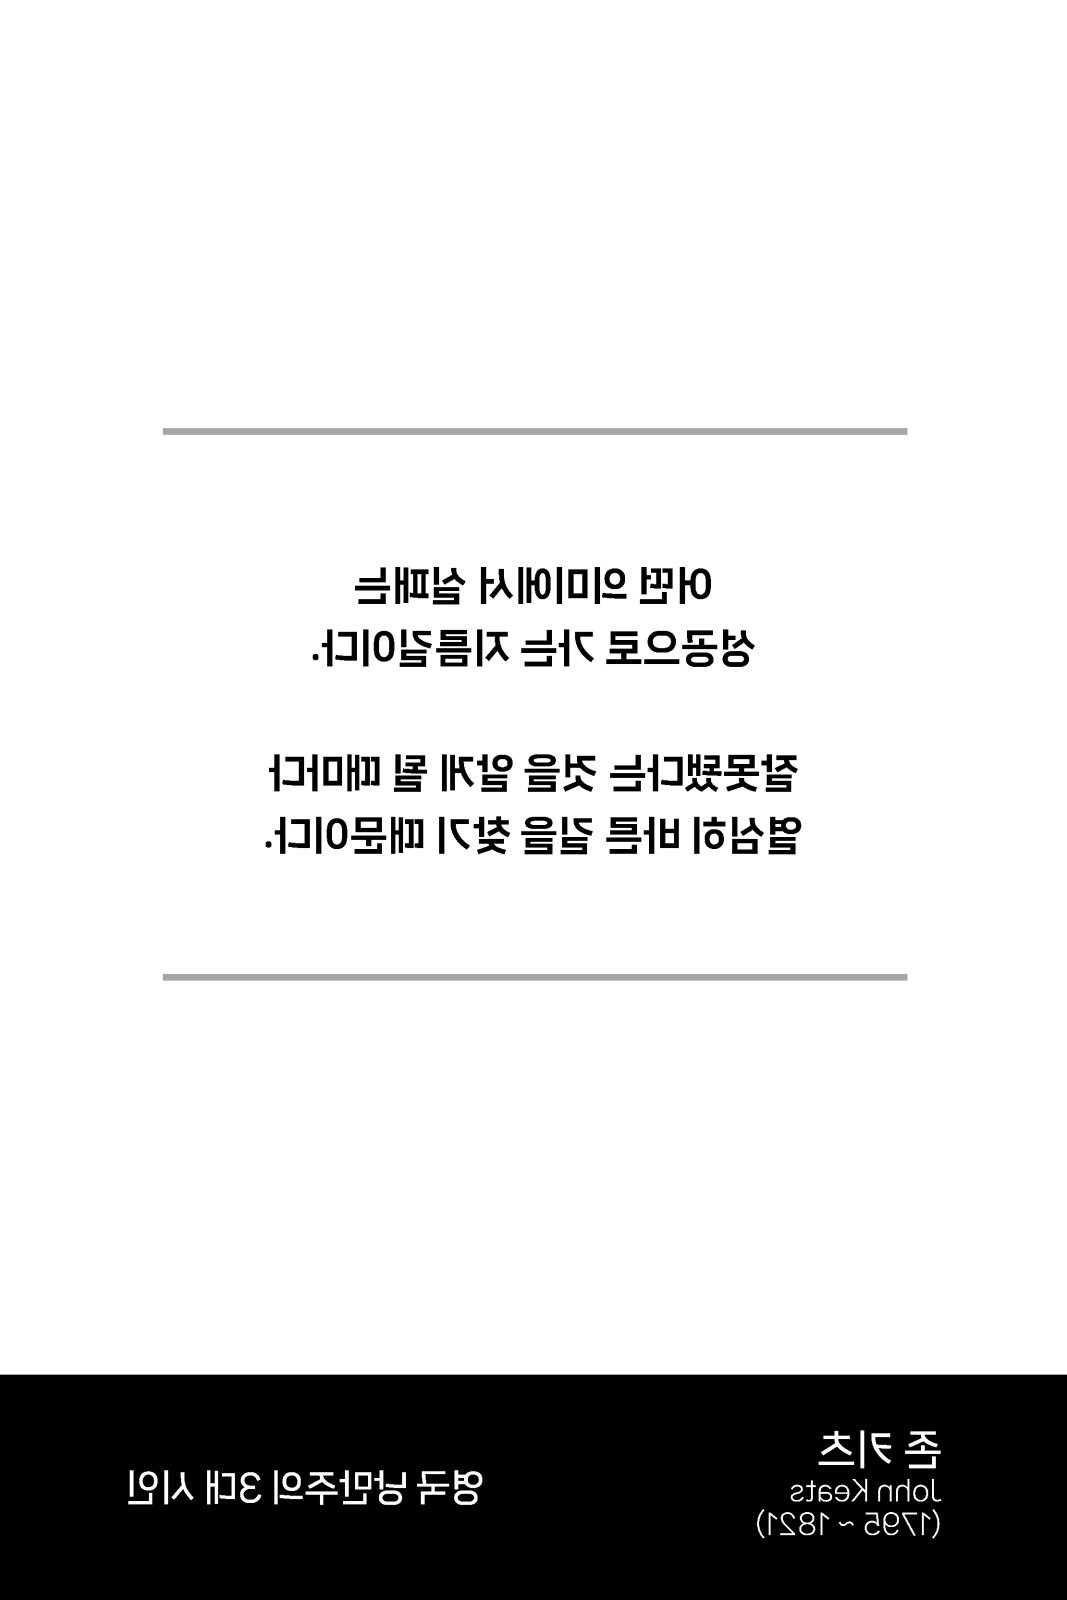 어떤 의미에서 실패는
성공으로 가는 지름길이다.
잘못됐다는 것을 알게 될 때마다
열심히 바른 길을 찾기 때문이다.
존 키츠
John Keats
(1795 ~ 1821)
영국 낭만주의 3대 시인